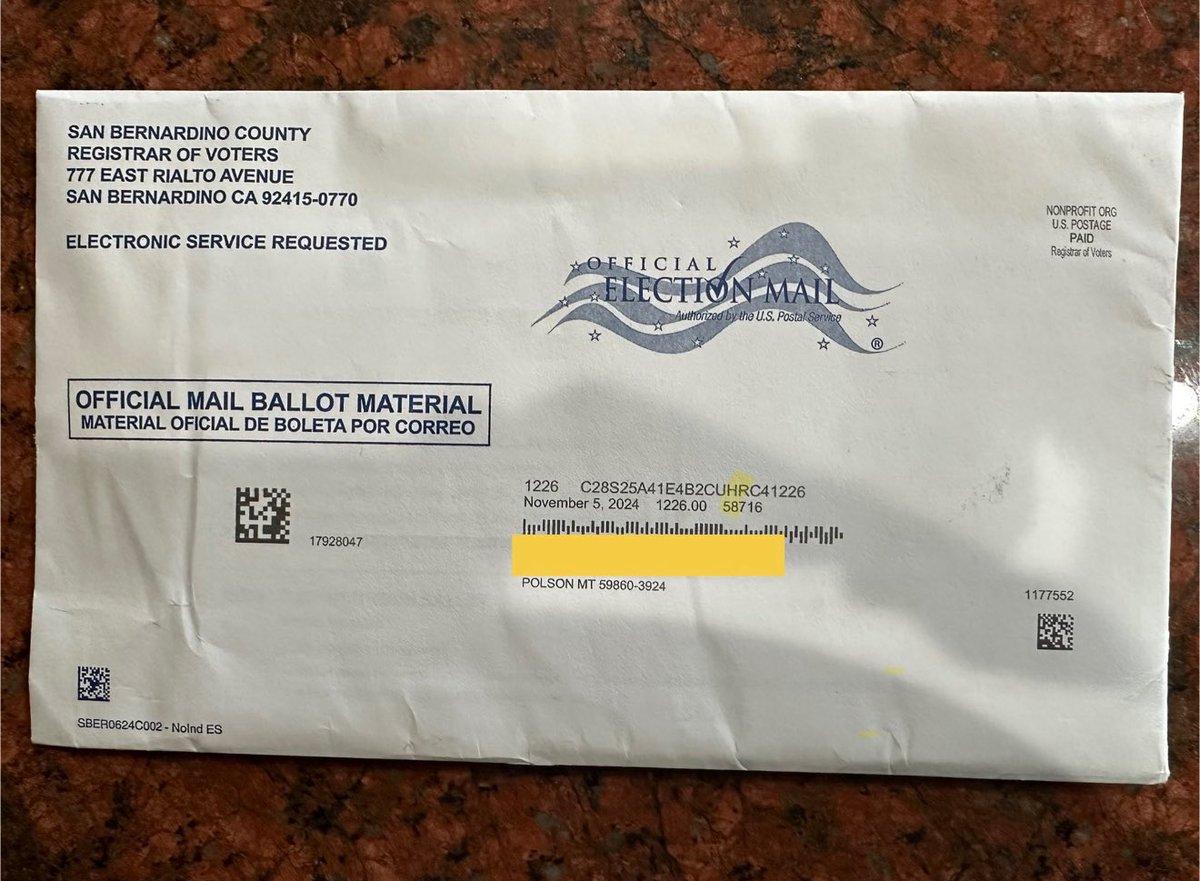 SAN BERNARDINO COUNTY
REGISTRAR OF VOTERS
777 EAST RIALTO AVENUE
SAN BERNARDINO CA 92415-0770
ELECTRONIC SERVICE REQUESTED
NONPROFIT ORG
U.S. POSTAGE
PAID
Registrar of Voters
OFFICIAL
ELECTION MAIL
Authorized by the U.S. Postal Service
®
OFFICIAL MAIL BALLOT MATERIAL
MATERIAL OFICIAL DE BOLETA POR CORREO
1226 C28S25A41E4B2CUHRC41226
November 5, 2024 1226.00 58716
17928047
POLSON MT 59860-3924
1177552
SBER0624C002 - NoInd ES